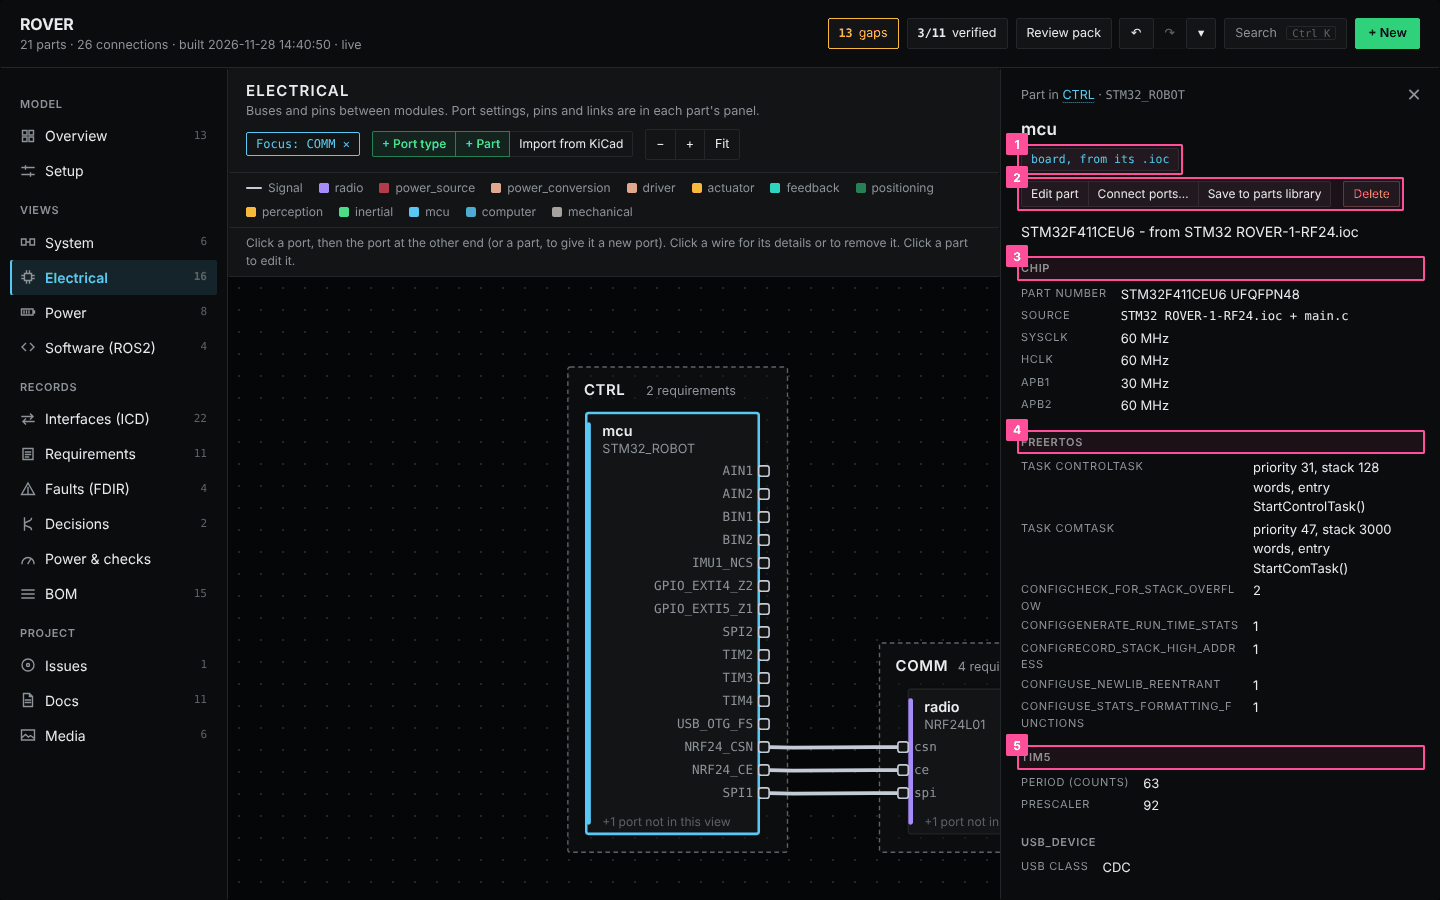 ROVER
21 parts · 26 connections · built 2026-11-28 14:40:50 · live
13 gaps
3/11 verified
Review pack
↶
↷
▾
Search Ctrl K
+ New
MODEL
Overview 13
Setup
VIEWS
System 6
Electrical 16
Power 8
Software (ROS2) 4
RECORDS
Interfaces (ICD) 22
Requirements 11
Faults (FDIR) 4
Decisions 2
Power & checks
BOM 15
PROJECT
Issues 1
Docs 11
Media 6
ELECTRICAL
Buses and pins between modules. Port settings, pins and links are in each part's panel.
Focus: COMM ×
+ Port type
+ Part
Import from KiCad
−
+
Fit
Signal radio power_source power_conversion driver actuator feedback positioning
perception inertial mcu computer mechanical
Click a port, then the port at the other end (or a part, to give it a new port). Click a wire for its details or to remove it. Click a part
to edit it.
CTRL 2 requirements
mcu
STM32_ROBOT
AIN1
AIN2
BIN1
BIN2
IMU1_NCS
GPIO_EXTI4_Z2
GPIO_EXTI5_Z1
SPI2
TIM2
TIM3
TIM4
USB_OTG_FS
NRF24_CSN
NRF24_CE
SPI1
+1 port not in this view
COMM 4 requi
radio
NRF24L01
csn
ce
spi
+1 port not in
Part in CTRL · STM32_ROBOT
✕
mcu
1
board, from its .ioc
2
Edit part
Connect ports...
Save to parts library
Delete
STM32F411CEU6 - from STM32 ROVER-1-RF24.ioc
3
CHIP
PART NUMBER STM32F411CEU6 UFQFPN48
SOURCE STM32 ROVER-1-RF24.ioc + main.c
SYSCLK 60 MHz
HCLK 60 MHz
APB1 30 MHz
APB2 60 MHz
4
FREERTOS
TASK CONTROLTASK priority 31, stack 128
words, entry
StartControlTask()
TASK COMTASK priority 47, stack 3000
words, entry
StartComTask()
CONFIGCHECK_FOR_STACK_OVERFL 2
OW
CONFIGGENERATE_RUN_TIME_STATS 1
CONFIGRECORD_STACK_HIGH_ADDR 1
ESS
CONFIGUSE_NEWLIB_REENTRANT 1
CONFIGUSE_STATS_FORMATTING_F 1
UNCTIONS
5
TIM5
PERIOD (COUNTS) 63
PRESCALER 92
USB_DEVICE
USB CLASS CDC